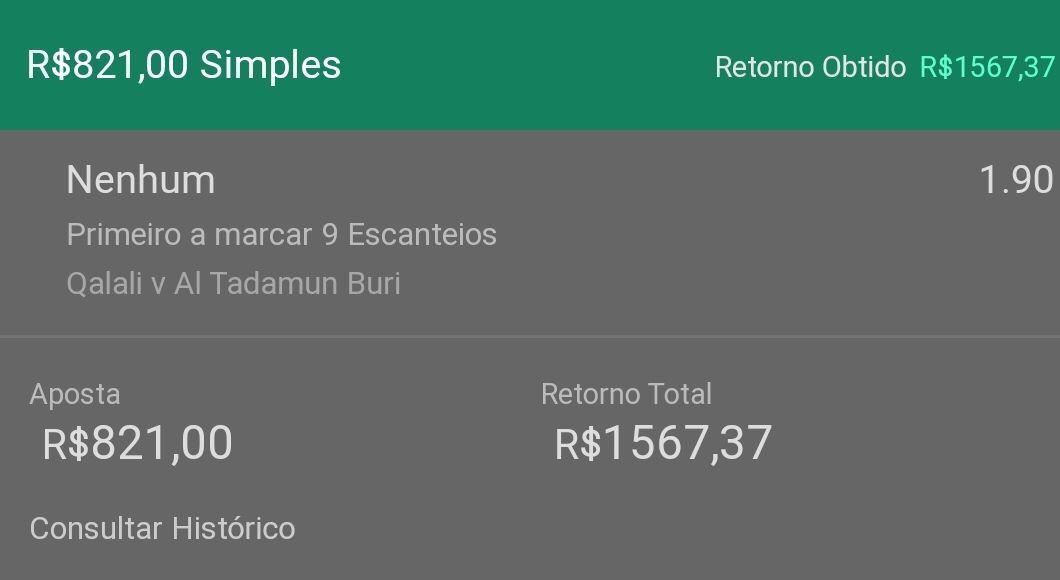 R$821,00 Simples
Retorno Obtido R$1567,37
Nenhum 1.90
Primeiro a marcar 9 Escanteios
Qalali v Al Tadamun Buri
Aposta Retorno Total
R$821,00 R$1567,37
Consultar Histórico